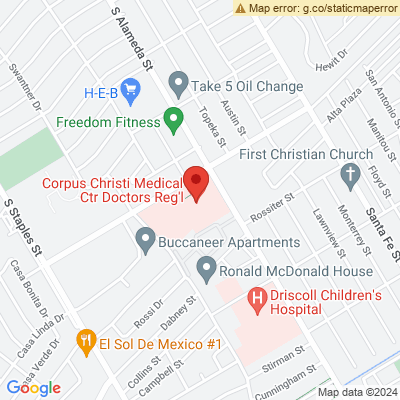 Map error: g.co/staticmaperror
S Alameda St
Hewit Dr
Swantner Dr
H-E-B
Take 5 Oil Change
San Antonio St
Alta Plaza
Austin St
Topeka St
Freedom Fitness
Manitou St
First Christian Church
Floyd St
Corpus Christi Medical
Ctr Doctors Reg'l
Rossiter St
Lawnview St
Monterrey St
Santa Fe St
S Staples St
Buccaneer Apartments
Ronald McDonald House
Casa Bonita Dr
Casa Linda Dr
Casa Verde Dr
Rossi Dr
Dabney St
Driscoll Children's
Hospital
El Sol De Mexico #1
Collins St
Campbell St
Stirman St
Cunningham St
Google
Map data ©2024